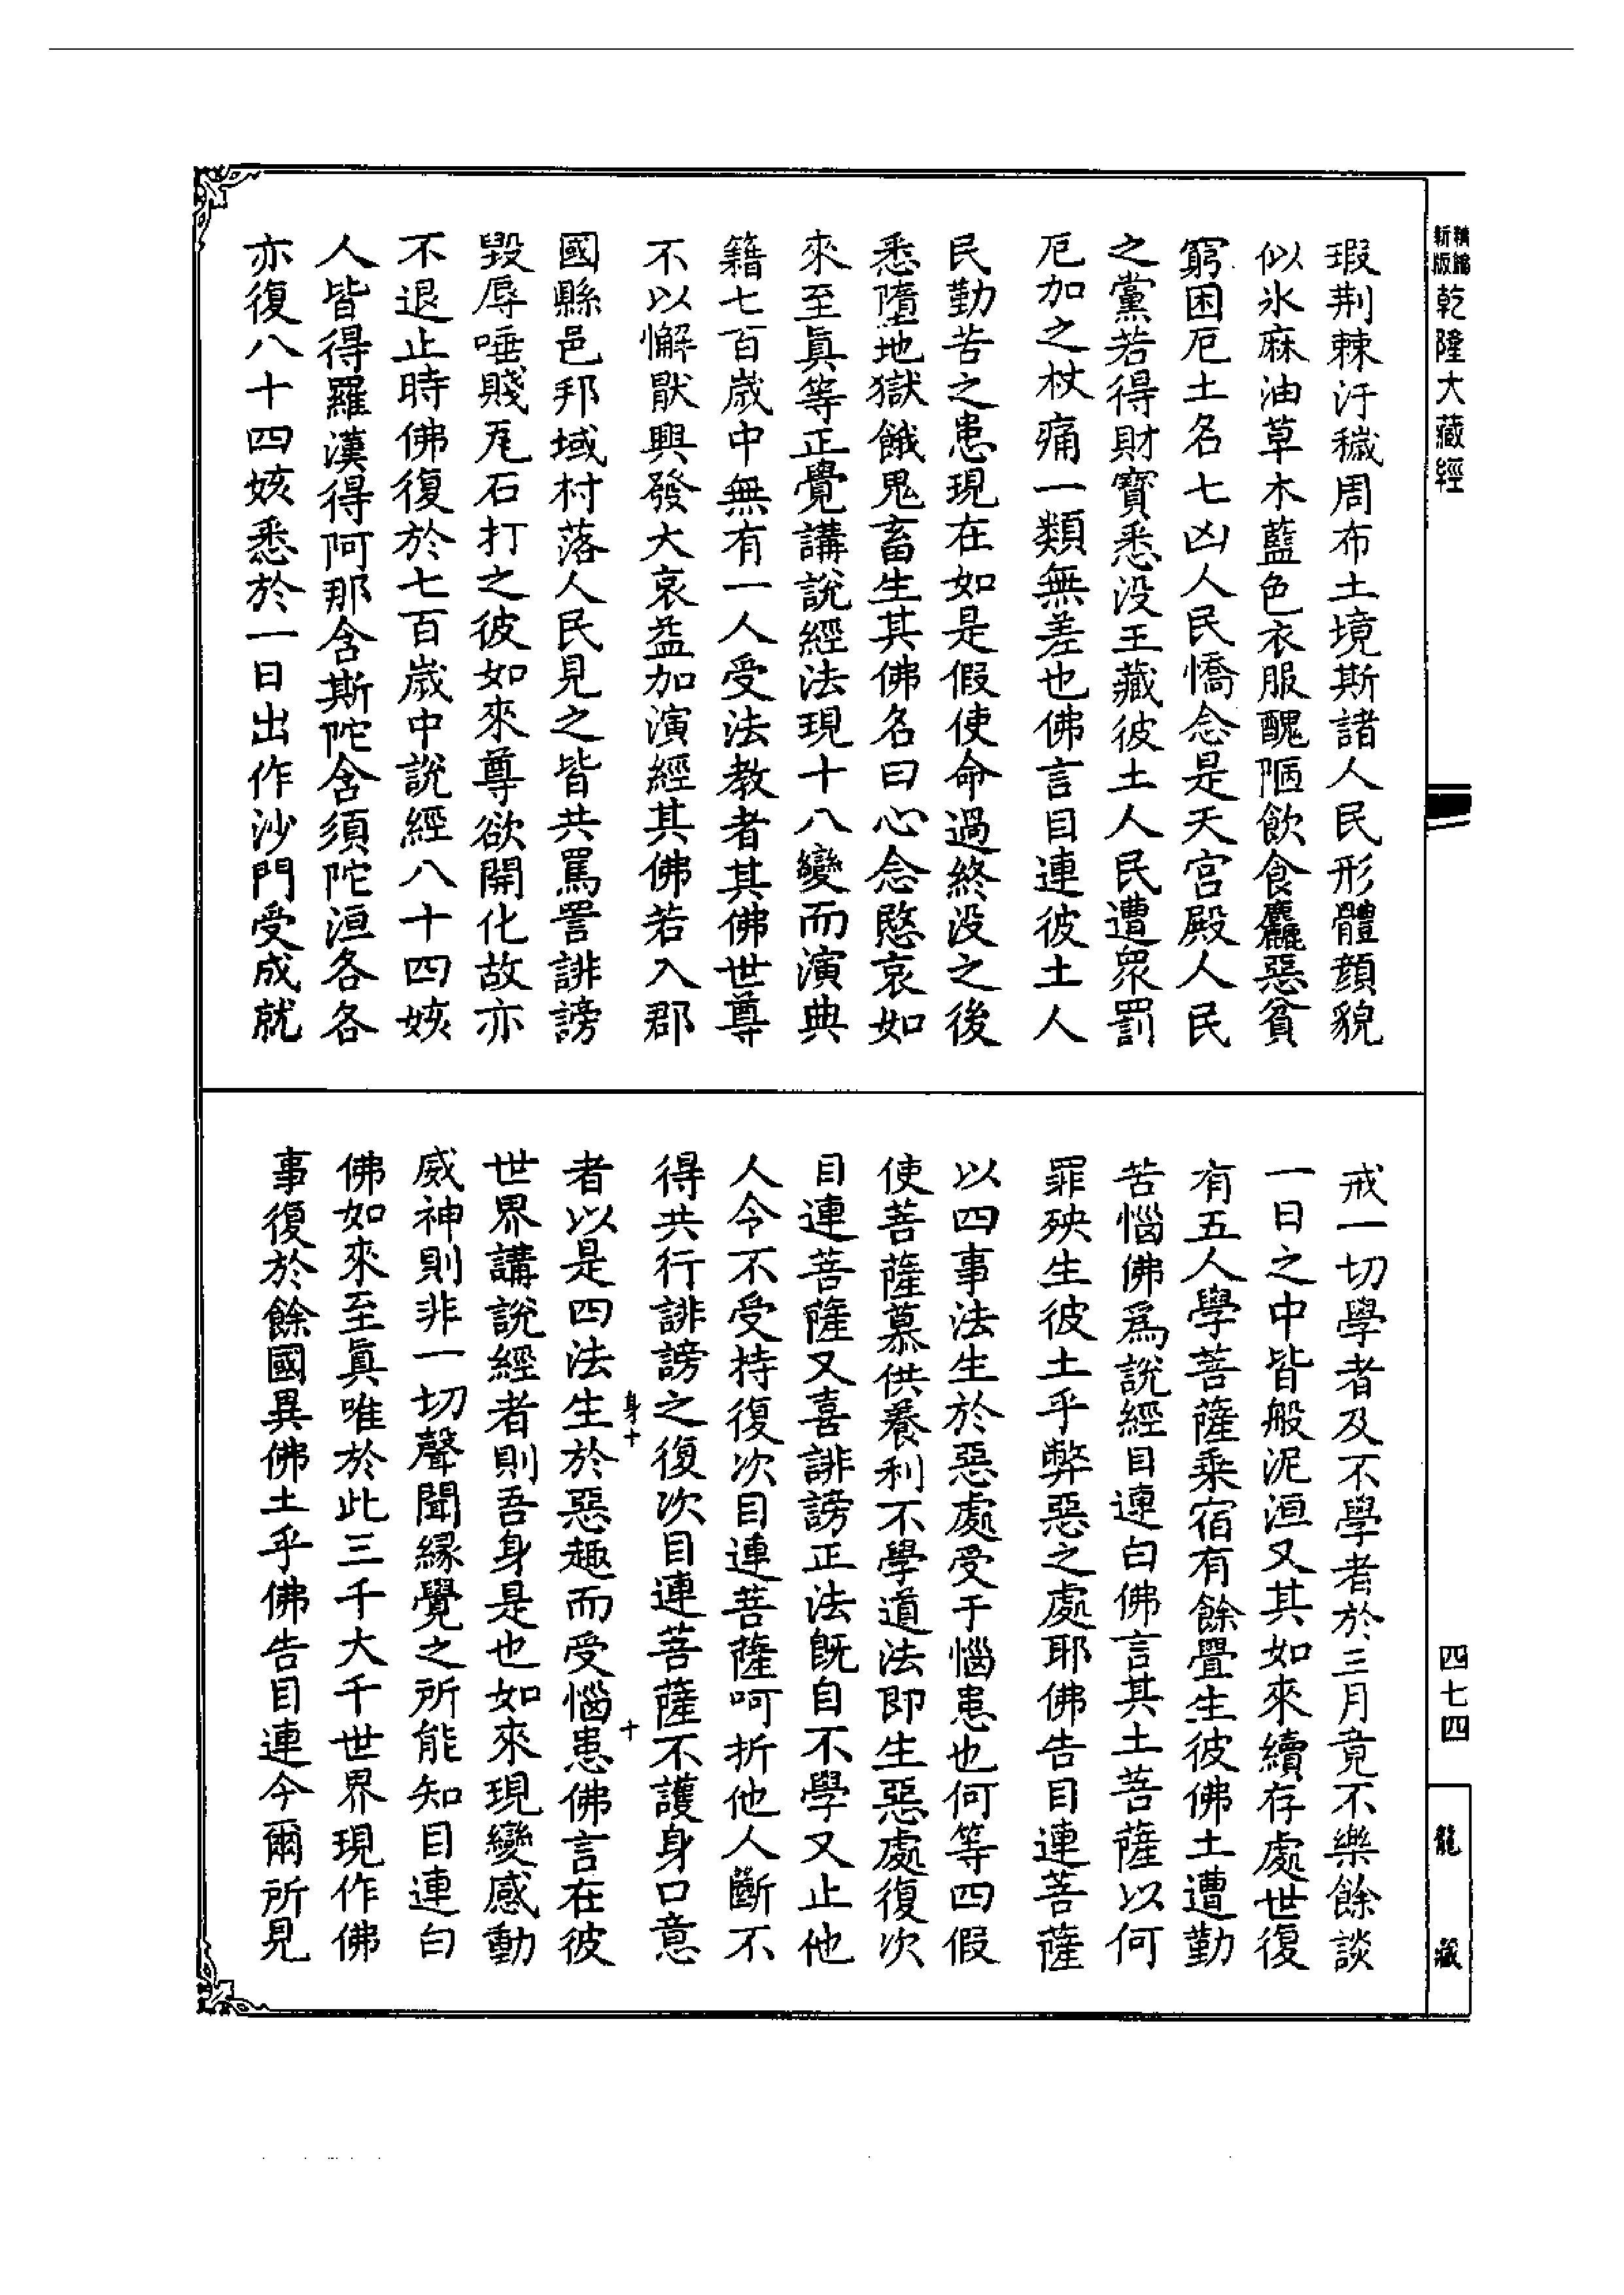 新編
新版
乾隆大藏經
瑕荆棘汙穢周布土境斯諸人民形體顔貌
似氷麻油草木藍色衣服醜陋飲食麤惡貧
窮困厄土名七凶人民憍念是天宫殿人民
之黨若得財寳悉没王藏彼土人民遭衆罰
厄加之杖痛一類無差也佛言目連彼土人
民勤苦之患現在如是假使命過終没之後
悉墮地獄餓鬼畜生其佛名曰心念愍哀如
來至眞等正覺講說經法現十八變而演典
籍七百歲中無有一人受法教者其佛世尊
不以懈猒興發大哀益加演經其佛若入郡
國縣邑邦域村落人民見之皆共罵詈誹謗
毀辱唾賤瓦石打之彼如來尊欲開化故亦
不退止時佛復於七百歲中說經八十四姟
人皆得羅漢得阿那含斯陀含須陀洹各各
亦復八十四姟悉於一日出作沙門受成就
戒一切學者及不學者於三月竟不樂餘談
一日之中皆般泥洹又其如來續存處世復
有五人學菩薩乘宿有餘舋生彼佛土遭勤
苦惱佛爲說經目連白佛言其土菩薩以何
罪殃生彼土乎弊惡之處耶佛告目連菩薩
以四事法生於惡處受于惱患也何等四假
使菩薩慕供養利不學道法即生惡處復次
目連菩薩又喜誹謗正法旣自不學又止他
人令不受持復次目連菩薩呵折他人斷不
得共行誹謗之復次目連菩薩不護身口意
身十
十
者以是四法生於惡趣而受惱患佛言在彼
世界講說經者則吾身是也如來現變感動
威神則非一切聲聞緣覺之所能知目連白
佛如來至眞唯於此三千大千世界現作佛
事復於餘國異佛土乎佛告目連今爾所見
四七四
龍藏